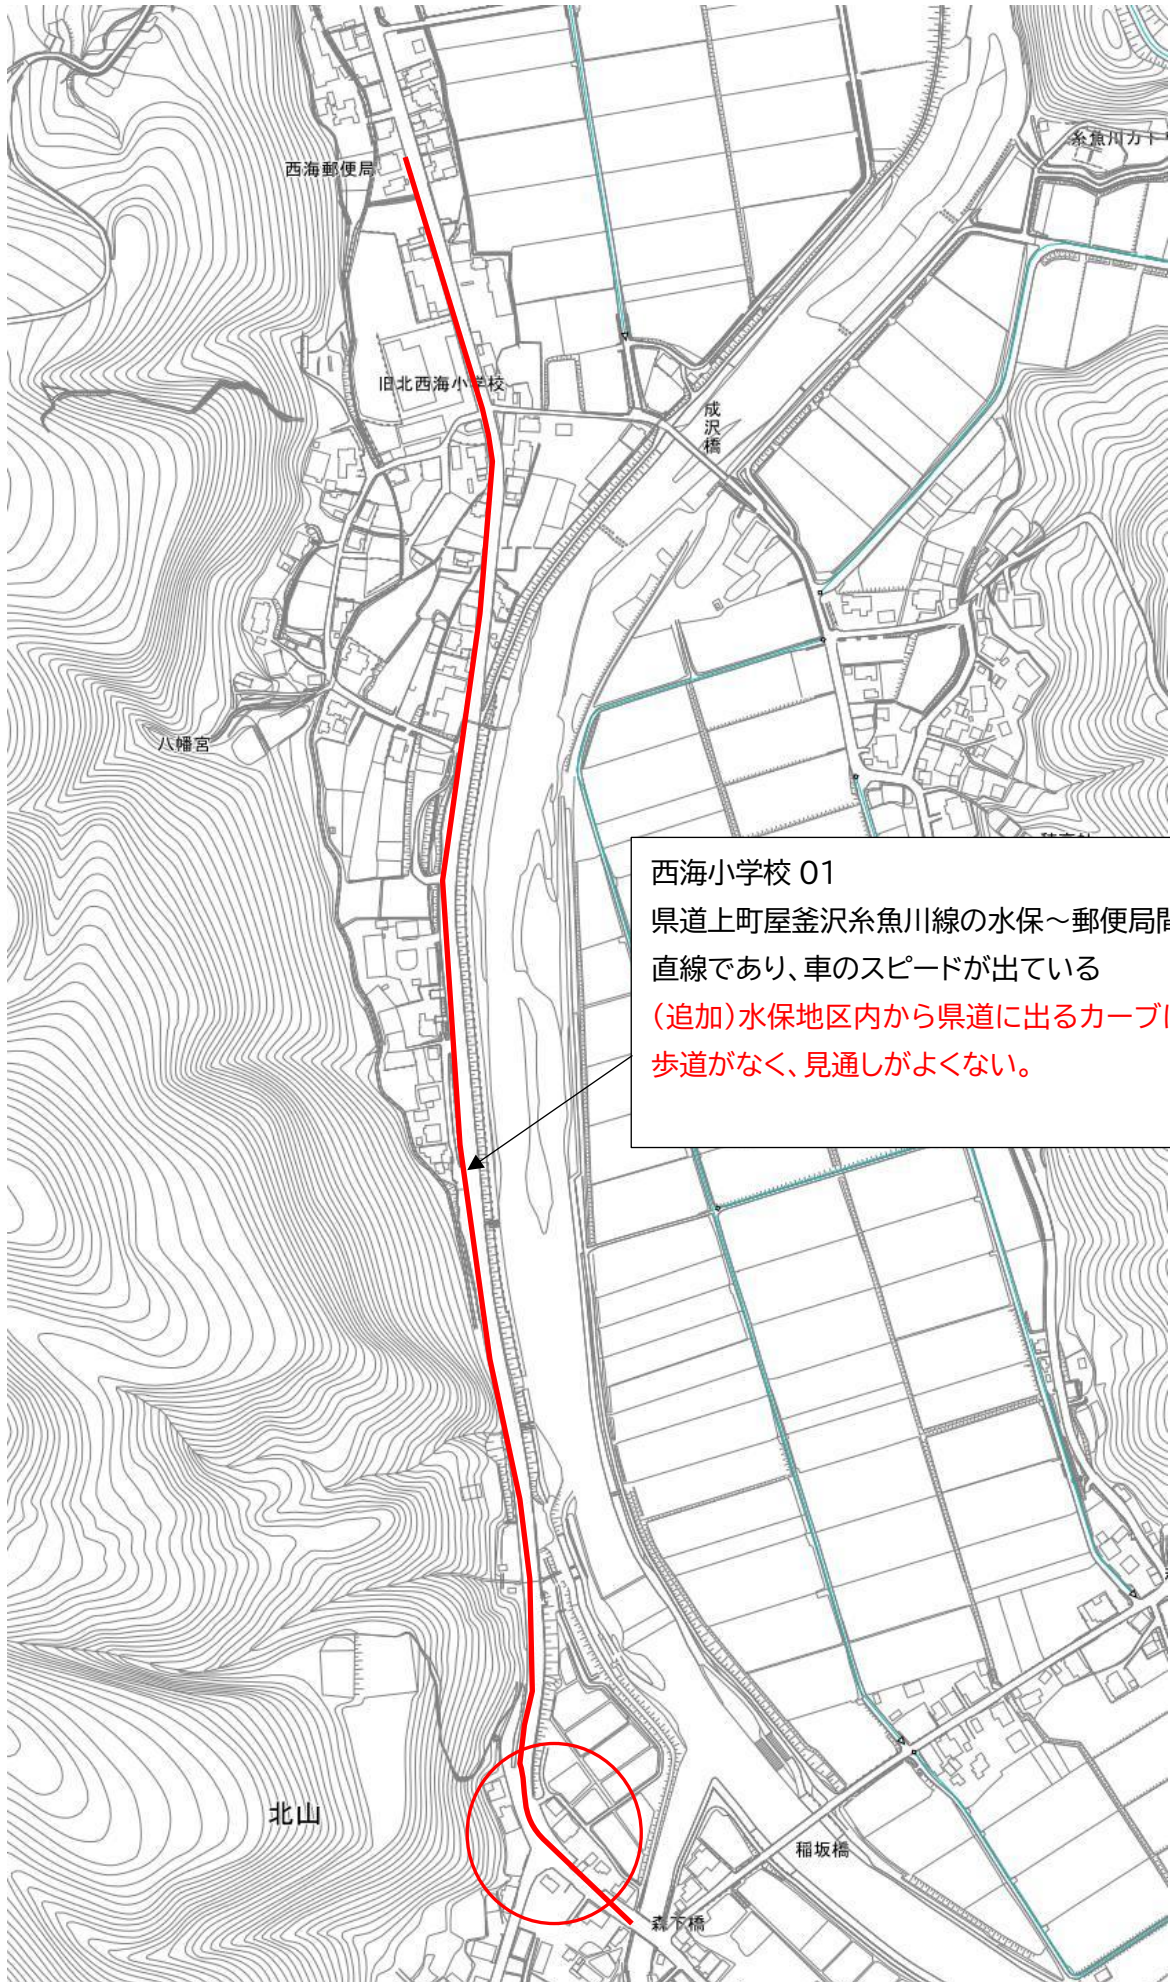 西海郵便局
糸魚川カト
旧北西海小学校
成沢橋
八幡宮
西海小学校 01
県道上町屋釜沢糸魚川線の水保～郵便局間
直線であり、車のスピードが出ている
（追加）水保地区内から県道に出るカーブに
歩道がなく、見通しがよくない。
北山
稲坂橋
森下橋